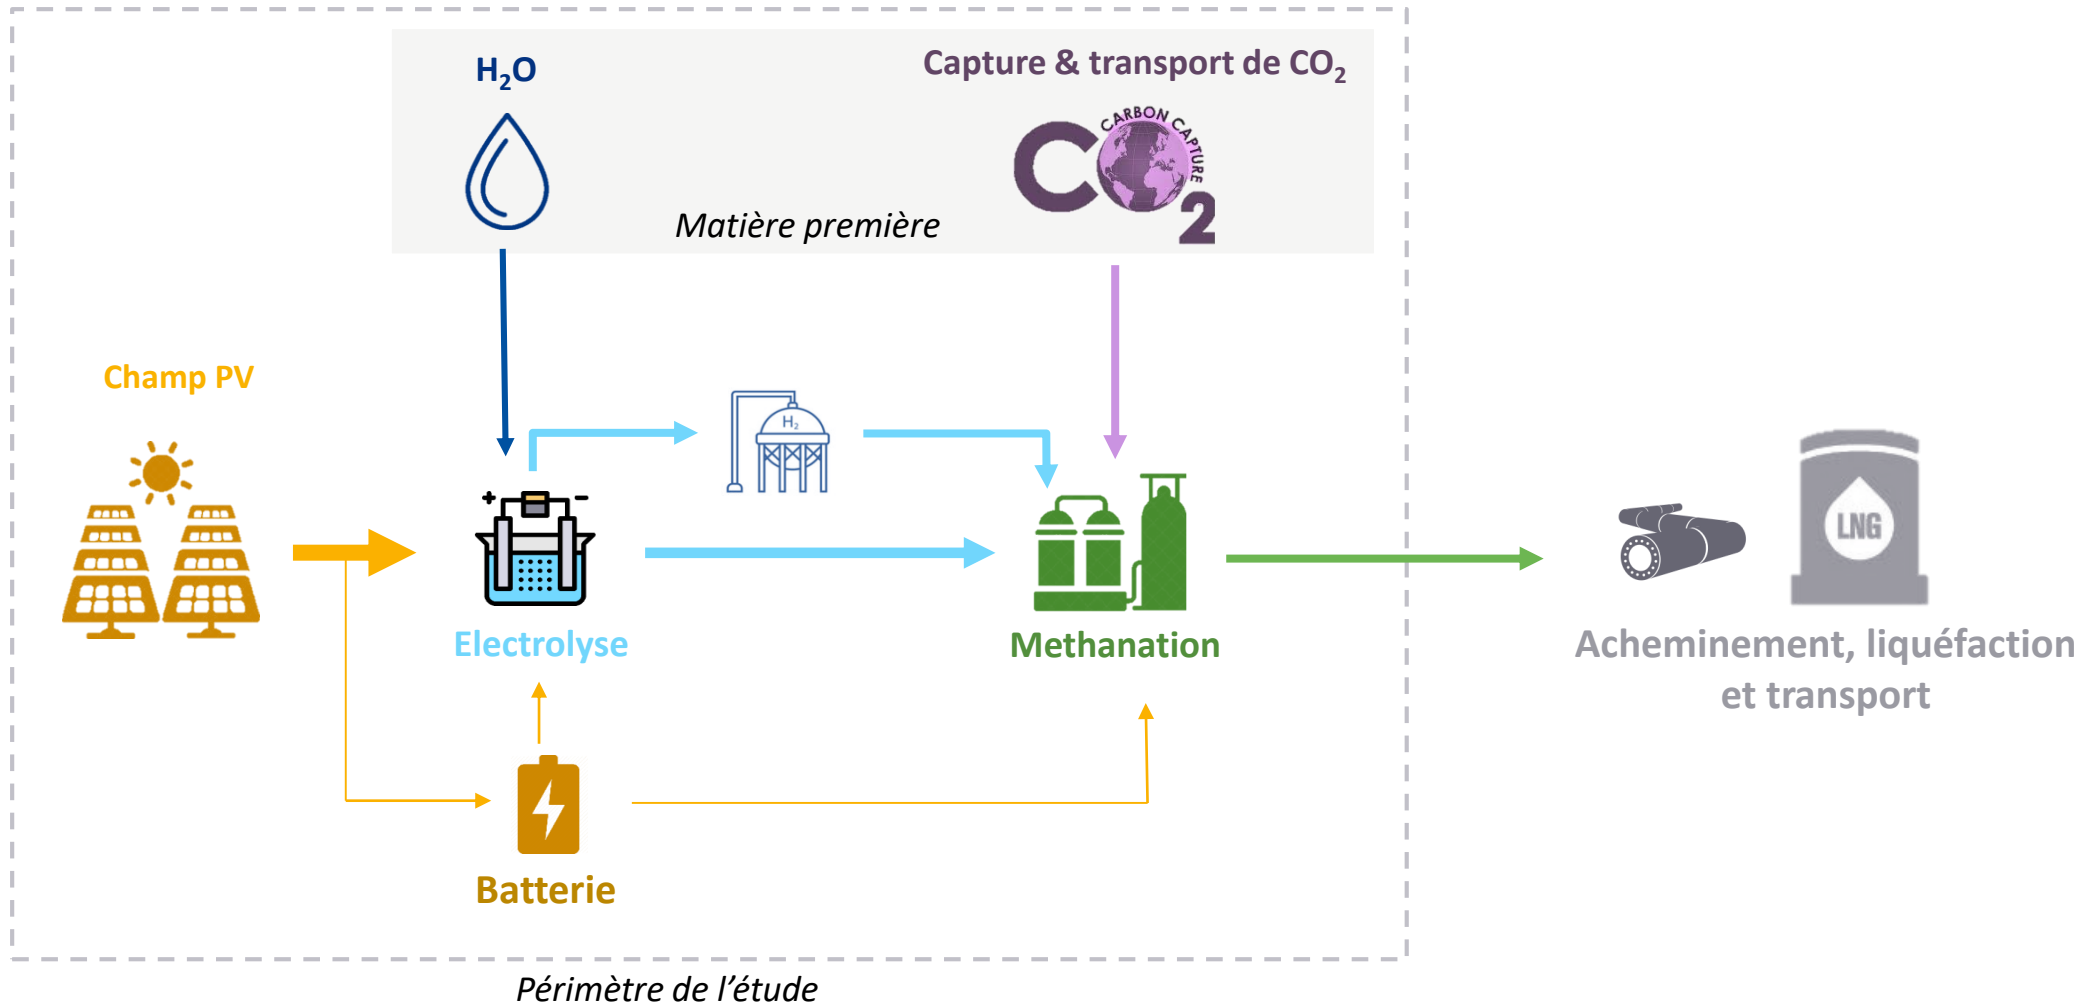 H₂O
Capture & transport de CO₂
CARBON CAPTURE
CO2
Matière première
Champ PV
H₂
+ −
LNG
Electrolyse
Methanation
Acheminement, liquéfaction
et transport
Batterie
Périmètre de l’étude